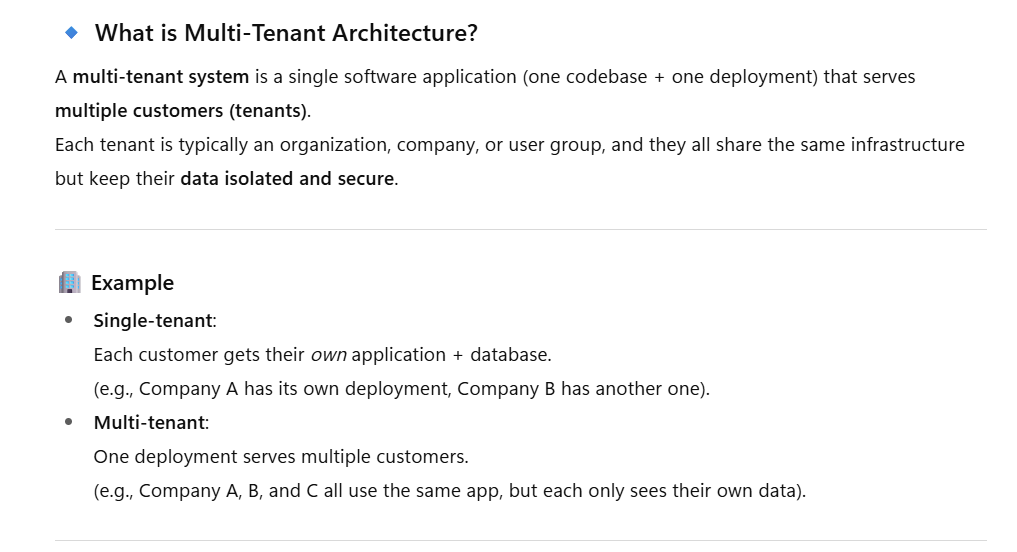 What is Multi-Tenant Architecture?
A multi-tenant system is a single software application (one codebase + one deployment) that serves
multiple customers (tenants).
Each tenant is typically an organization, company, or user group, and they all share the same infrastructure
but keep their data isolated and secure.
Example
Single-tenant:
Each customer gets their own application + database.
(e.g., Company A has its own deployment, Company B has another one).
Multi-tenant:
One deployment serves multiple customers.
(e.g., Company A, B, and C all use the same app, but each only sees their own data).